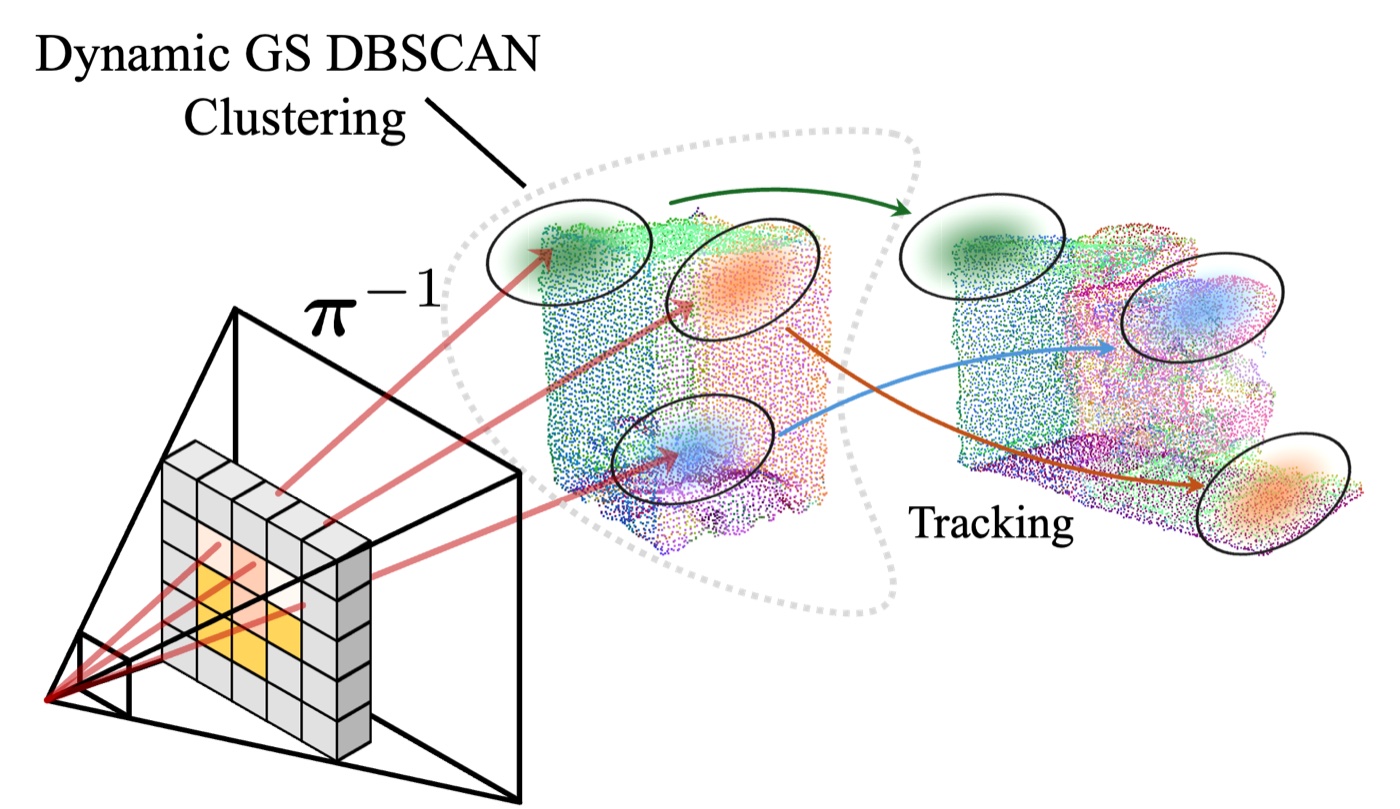 Dynamic GS DBSCAN
Clustering
π⁻¹
Tracking